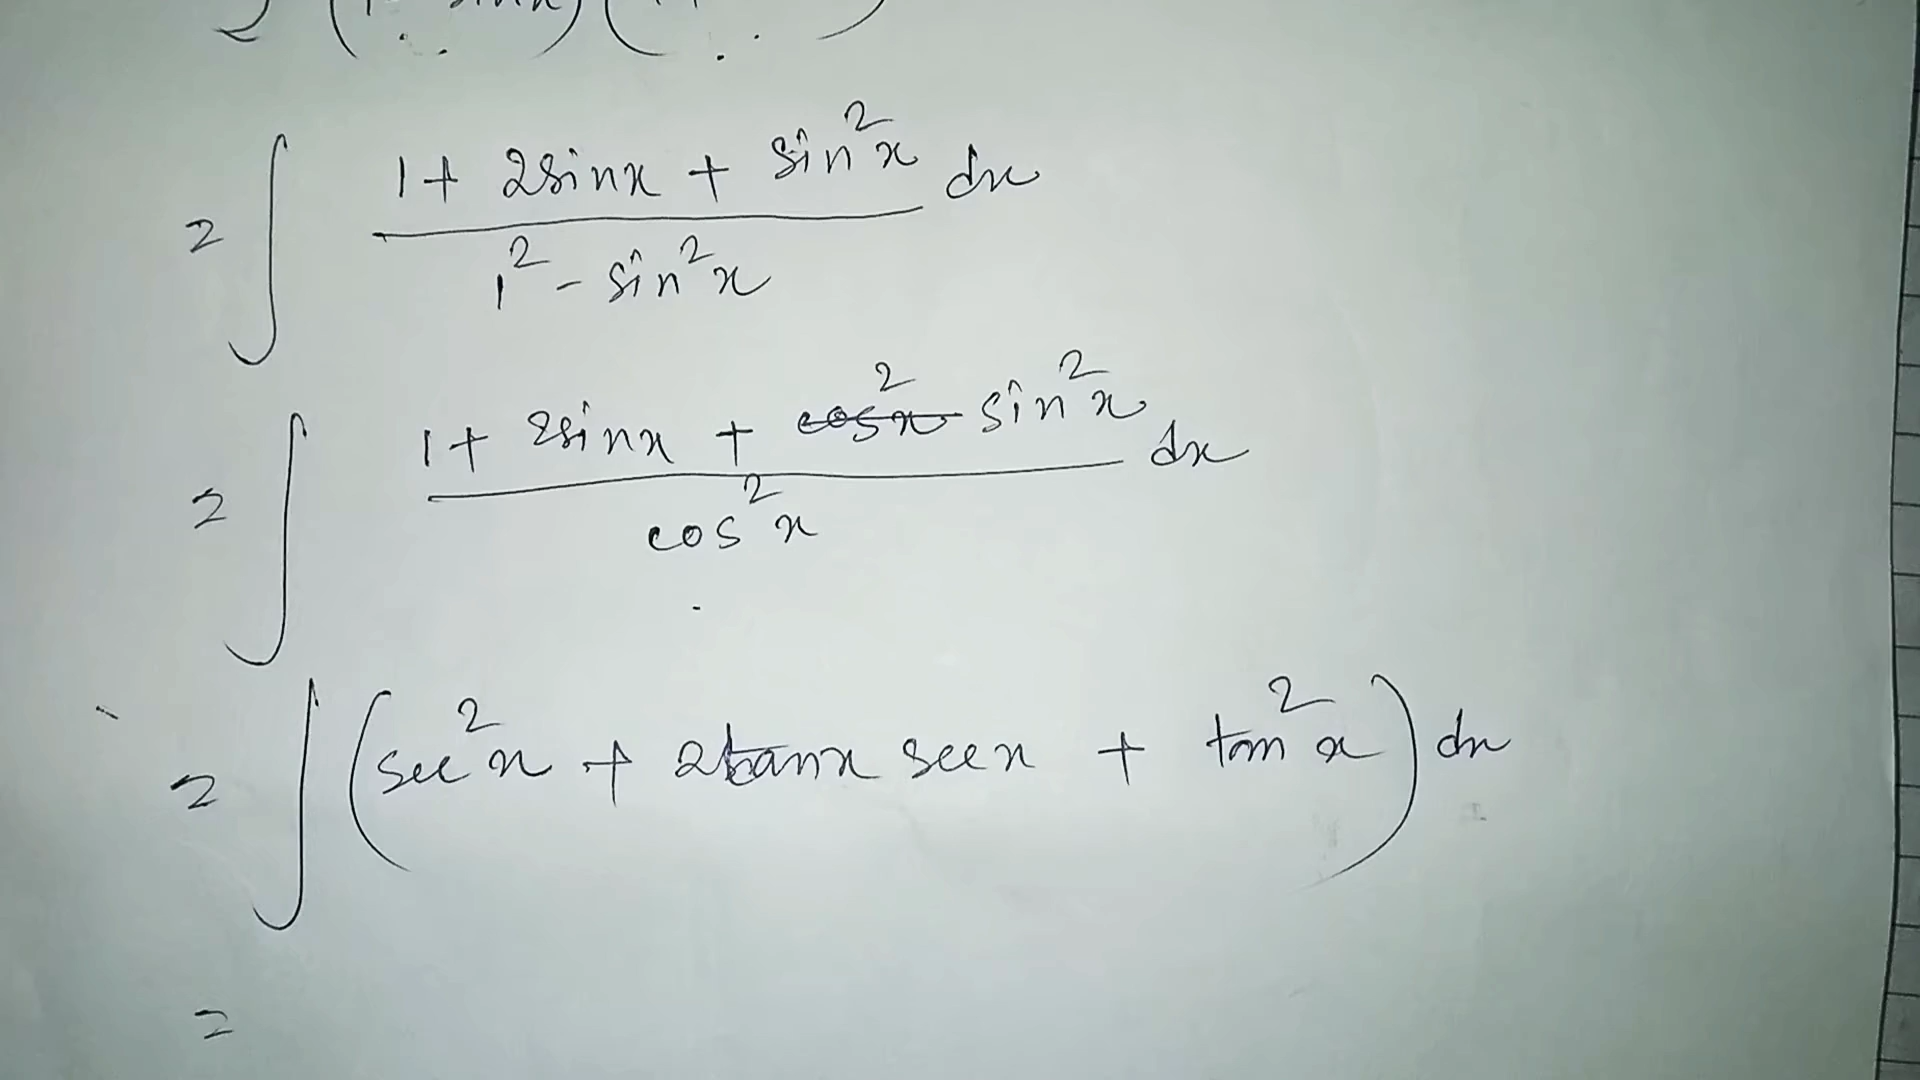 ∫ (1 + 2sinx + sin²x)/(1² - sin²x) dx
= ∫ (1 + 2sinx + cos²x sin²x)/(cos²x) dx
= ∫ (sec²x + 2tanx secx + tan²x) dx
=